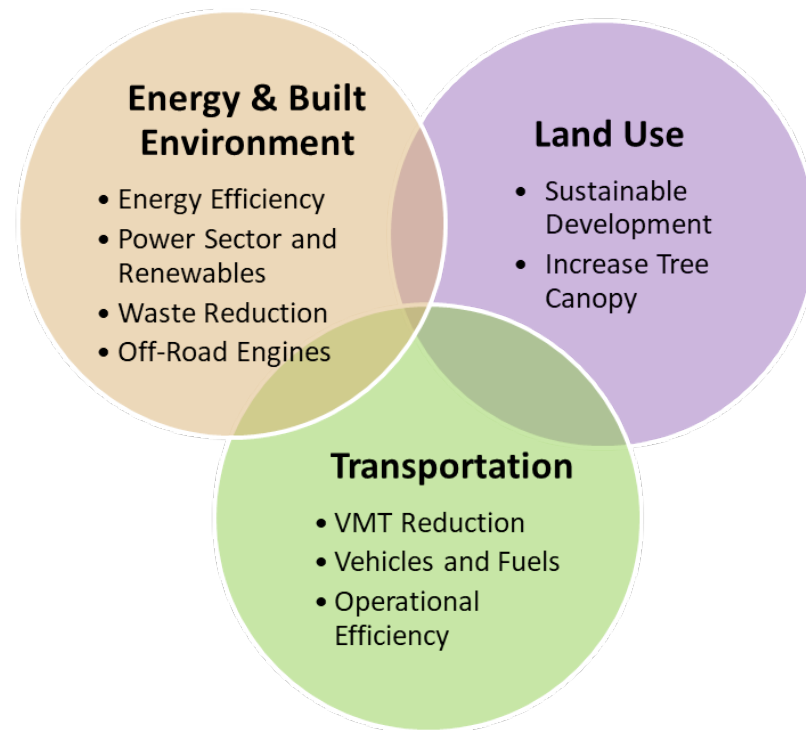 Energy & Built
Environment
• Energy Efficiency
• Power Sector and
Renewables
• Waste Reduction
• Off-Road Engines
Land Use
• Sustainable
Development
• Increase Tree
Canopy
Transportation
• VMT Reduction
• Vehicles and Fuels
• Operational
Efficiency